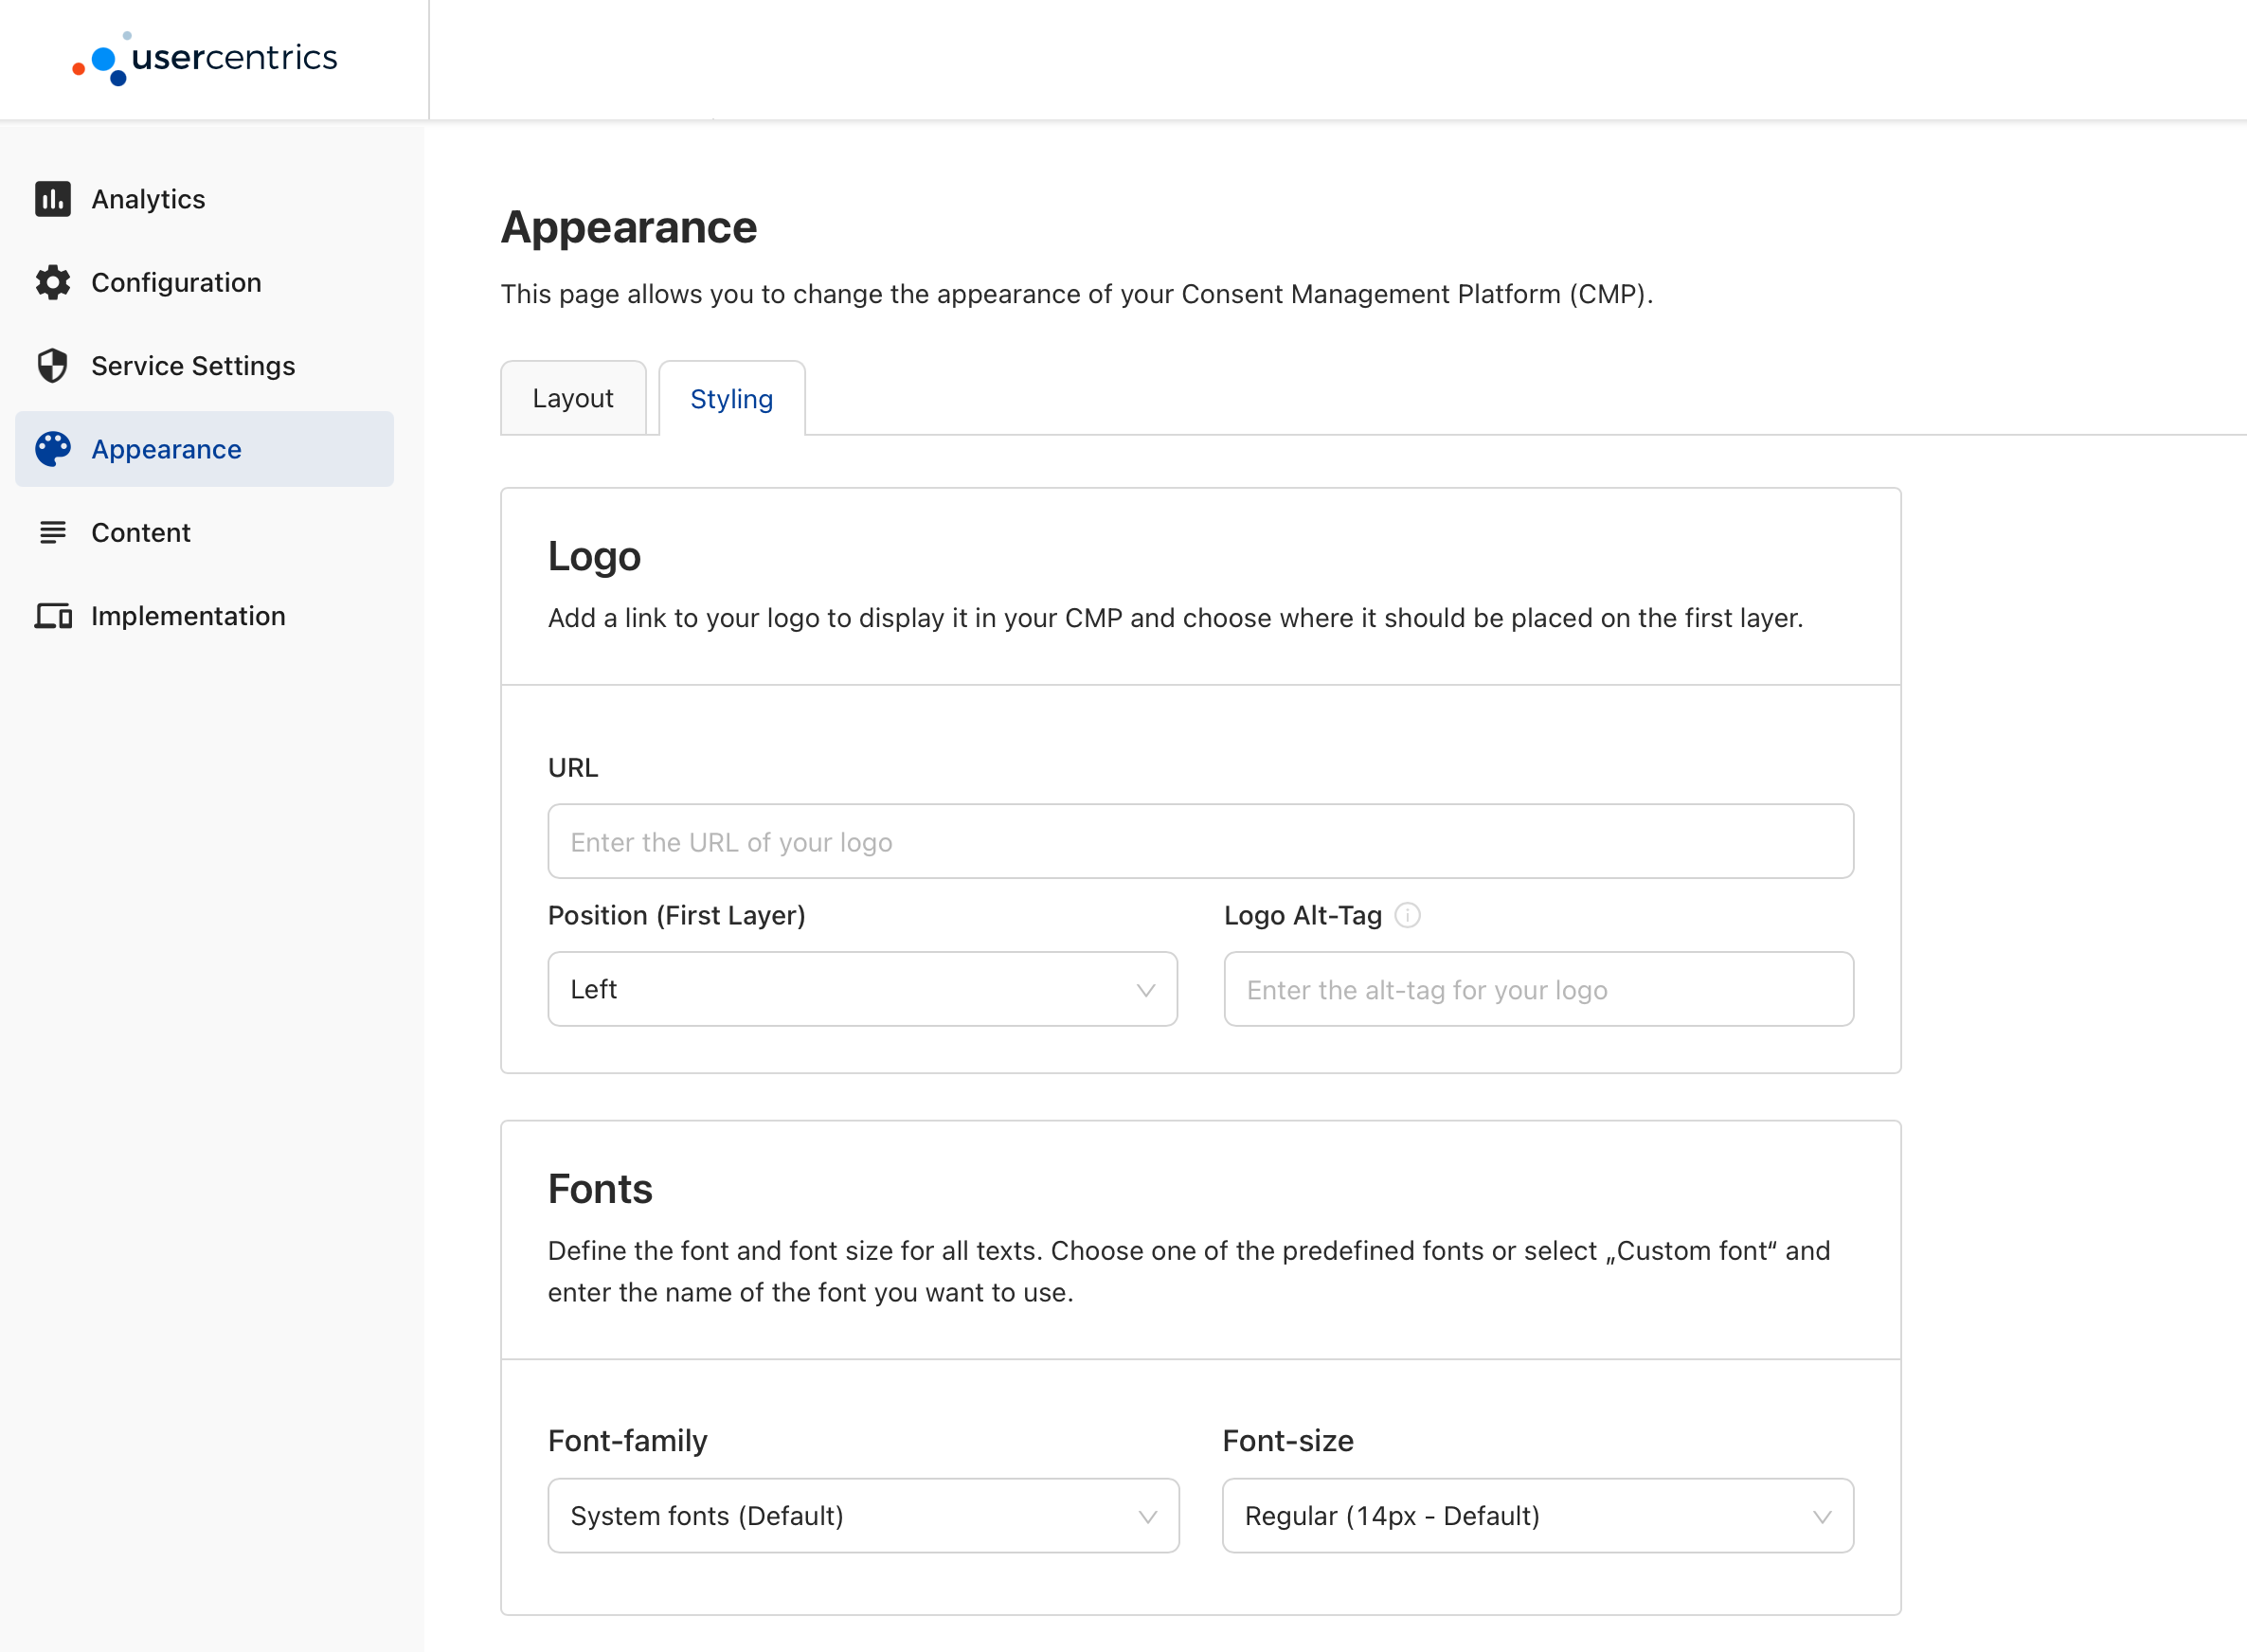 usercentrics
Analytics
Configuration
Service Settings
Appearance
Content
Implementation
Appearance
This page allows you to change the appearance of your Consent Management Platform (CMP).
Layout
Styling
Logo
Add a link to your logo to display it in your CMP and choose where it should be placed on the first layer.
URL
Enter the URL of your logo
Position (First Layer)
Logo Alt-Tag
Left
Enter the alt-tag for your logo
Fonts
Define the font and font size for all texts. Choose one of the predefined fonts or select „Custom font“ and
enter the name of the font you want to use.
Font-family
Font-size
System fonts (Default)
Regular (14px - Default)